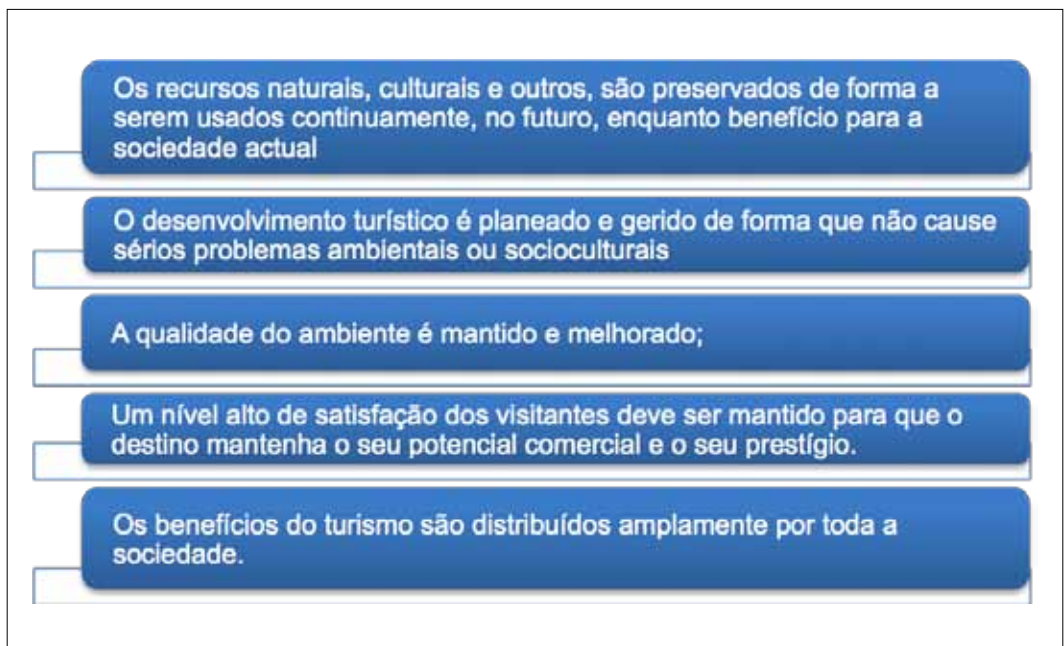 Os recursos naturais, culturais e outros, são preservados de forma a
serem usados continuamente, no futuro, enquanto benefício para a
sociedade actual
O desenvolvimento turístico é planeado e gerido de forma que não cause
sérios problemas ambientais ou socioculturais
A qualidade do ambiente é mantido e melhorado;
Um nível alto de satisfação dos visitantes deve ser mantido para que o
destino mantenha o seu potencial comercial e o seu prestígio.
Os benefícios do turismo são distribuídos amplamente por toda a
sociedade.